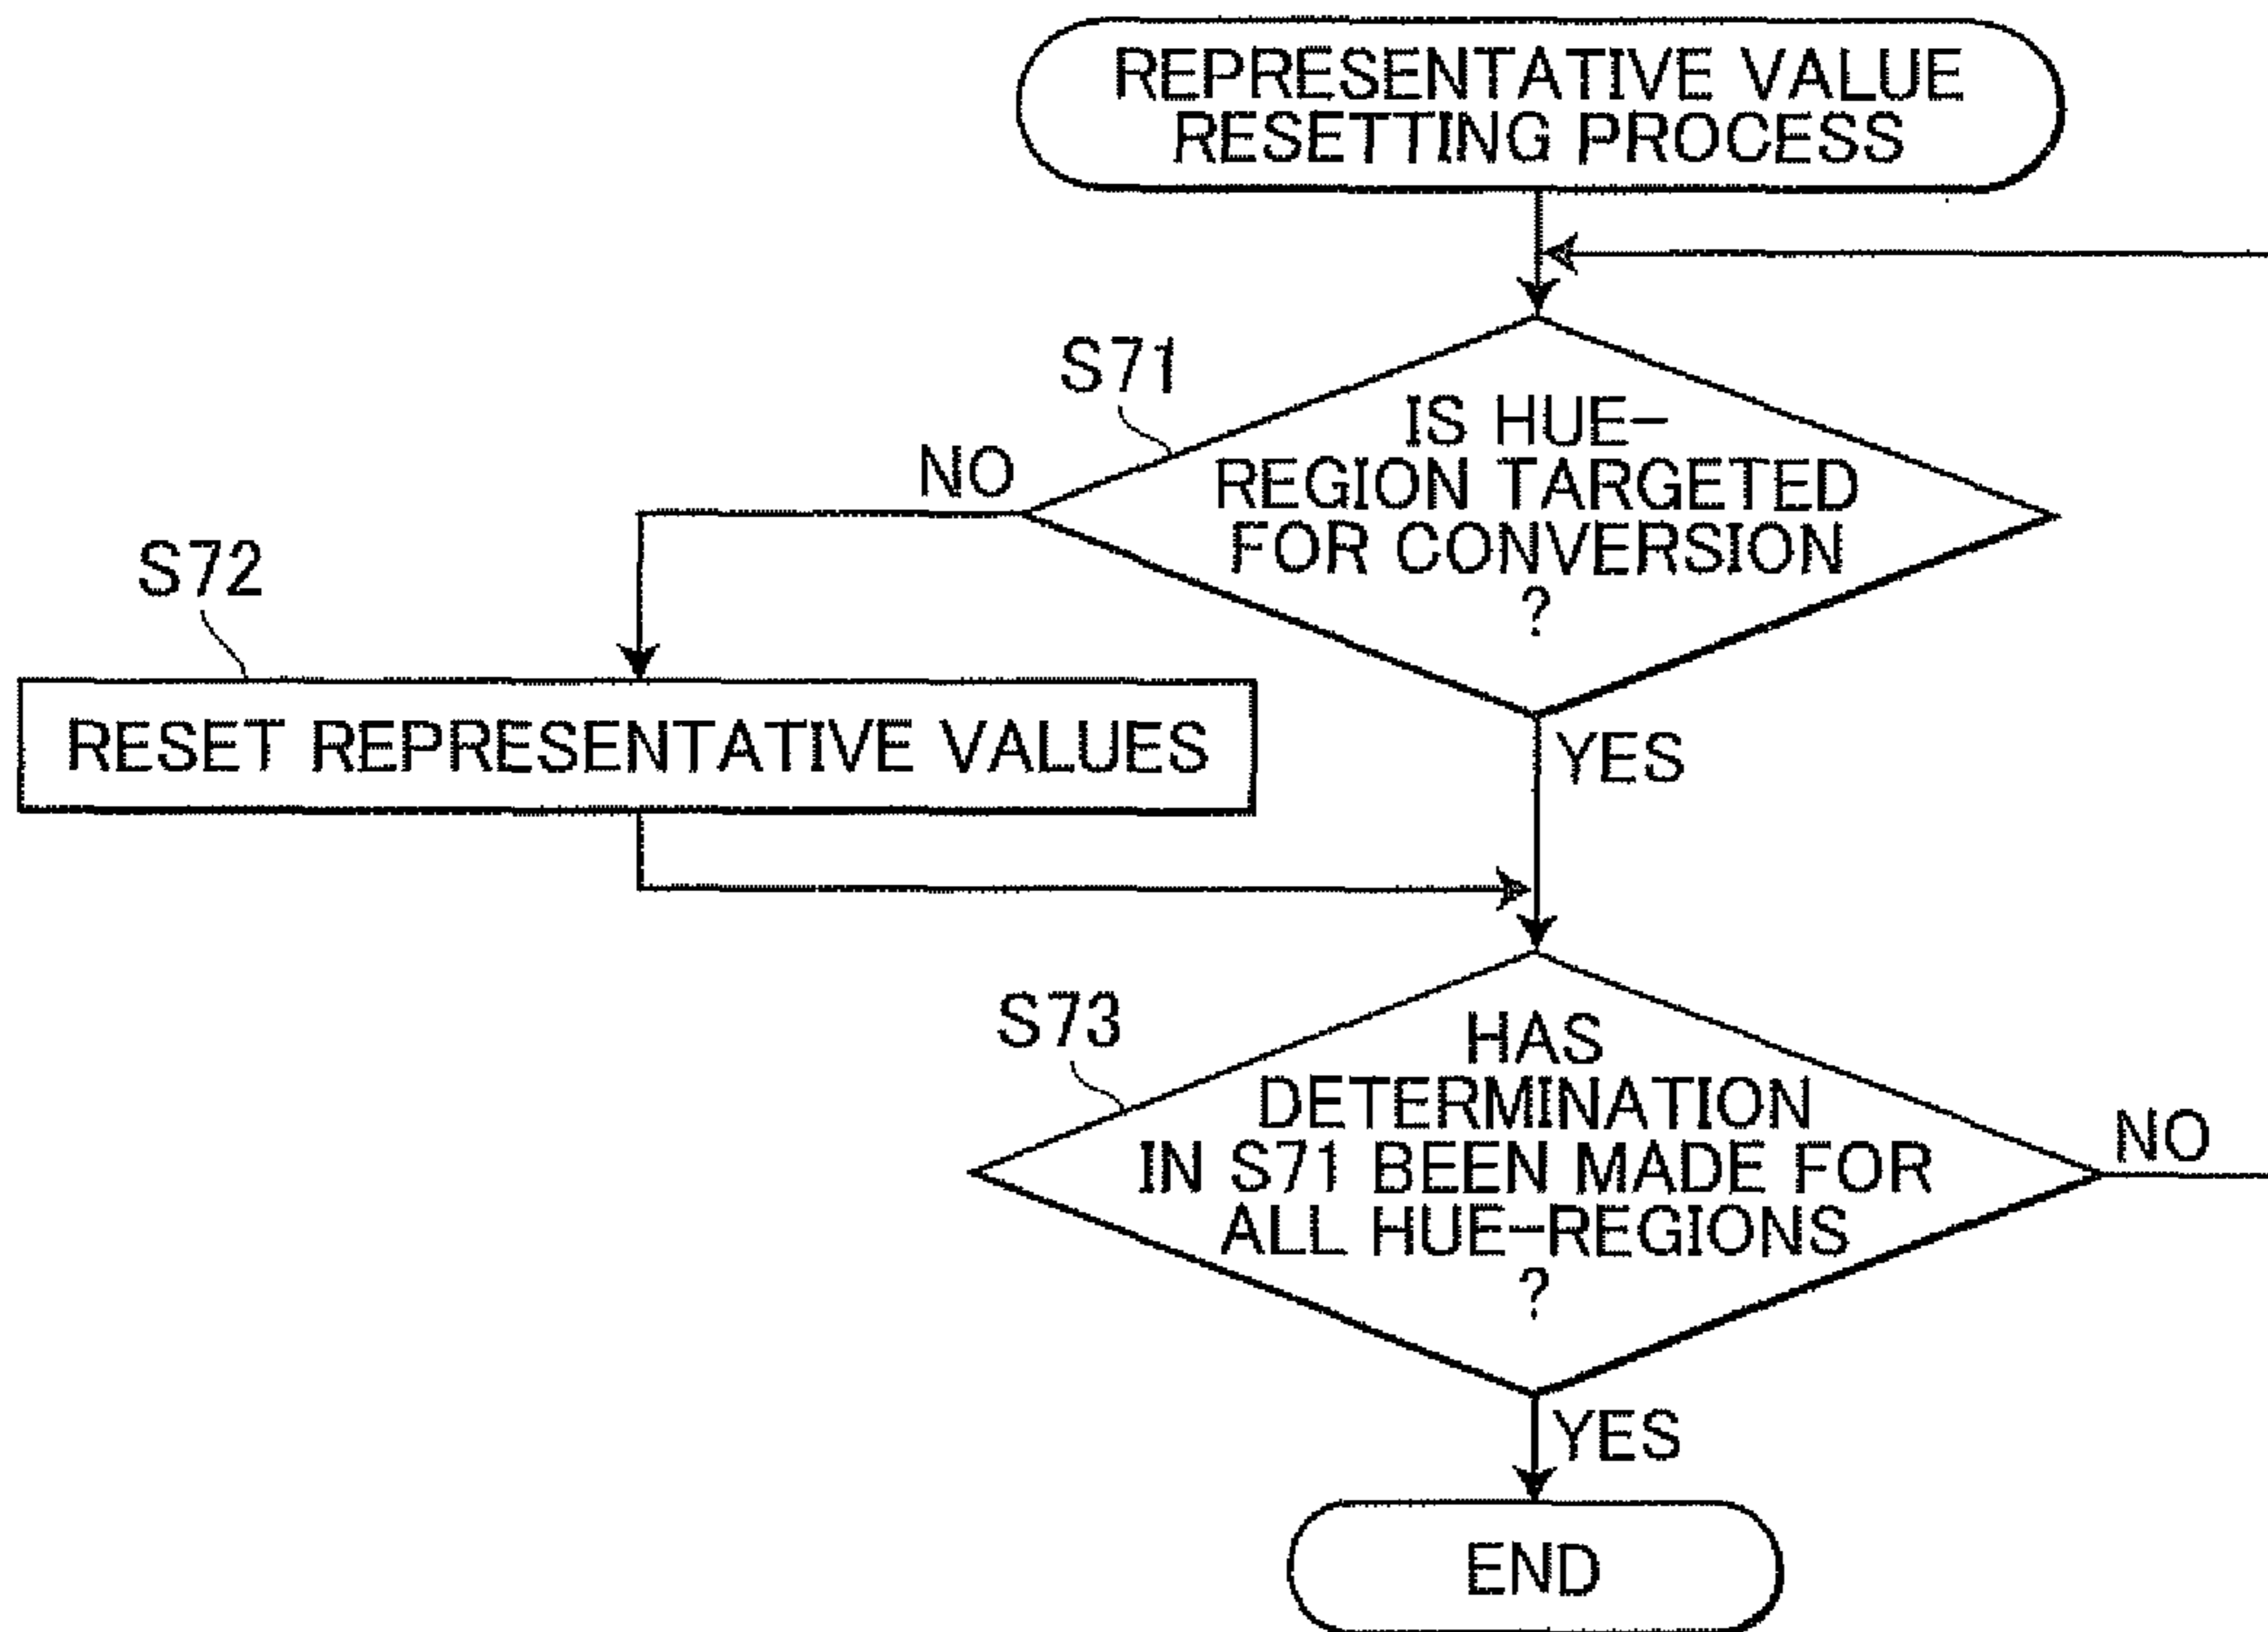 REPRESENTATIVE VALUE
RESETTING PROCESS
S71
IS HUE-
REGION TARGETED
FOR CONVERSION
?
NO
YES
S72
RESET REPRESENTATIVE VALUES
S73
HAS
DETERMINATION
IN S71 BEEN MADE FOR
ALL HUE-REGIONS
?
NO
YES
END